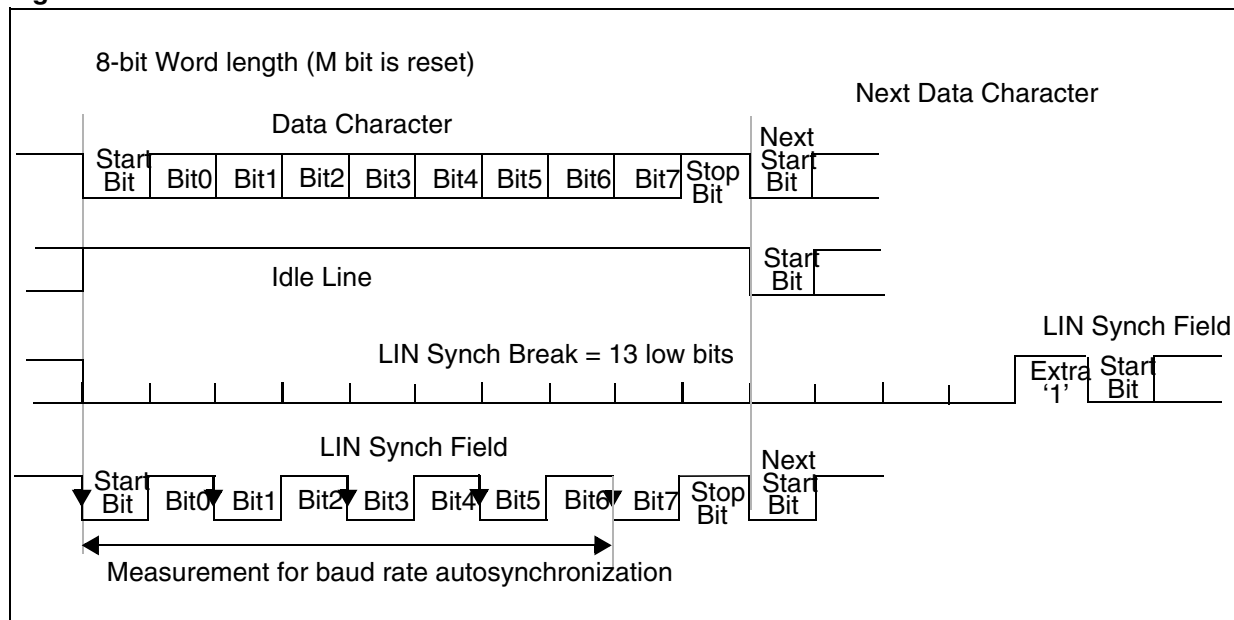 8-bit Word length (M bit is reset)
Next Data Character
Data Character
Start
Bit
Bit0
Bit1
Bit2
Bit3
Bit4
Bit5
Bit6
Bit7
Stop
Bit
Next
Start
Bit
Idle Line
Start
Bit
LIN Synch Field
LIN Synch Break = 13 low bits
Extra
‘1’
Start
Bit
LIN Synch Field
Start
Bit
Bit0
Bit1
Bit2
Bit3
Bit4
Bit5
Bit6
Bit7
Stop
Bit
Next
Start
Bit
Measurement for baud rate autosynchronization